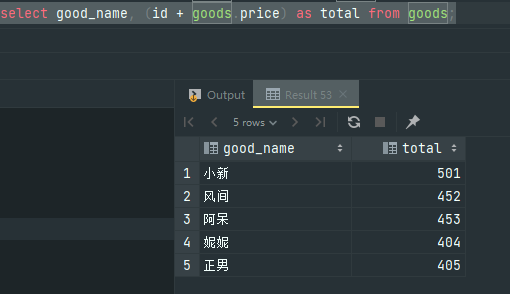 select good_name, (id + goods.price) as total from goods;
Output Result 53
5 rows
good_name total
1 小新 501
2 风间 452
3 阿呆 453
4 妮妮 404
5 正男 405